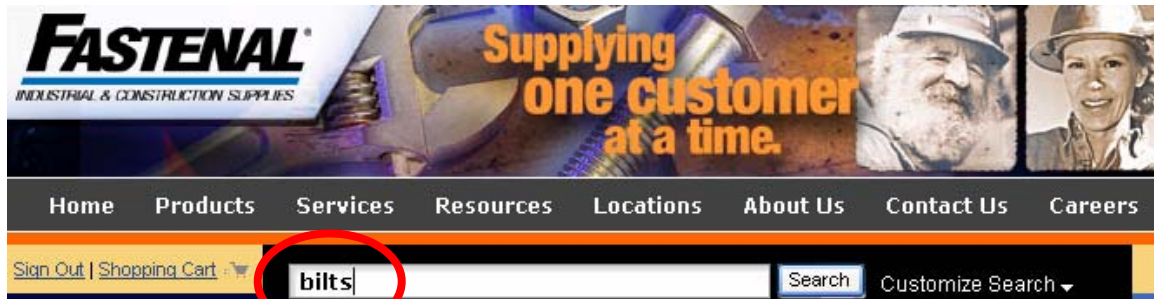 FASTENAL
INDUSTRIAL & CONSTRUCTION SUPPLIES
Supplying
one customer
at a time.
Home Products Services Resources Locations About Us Contact Us Careers
Sign Out | Shopping Cart
bilts Search Customize Search